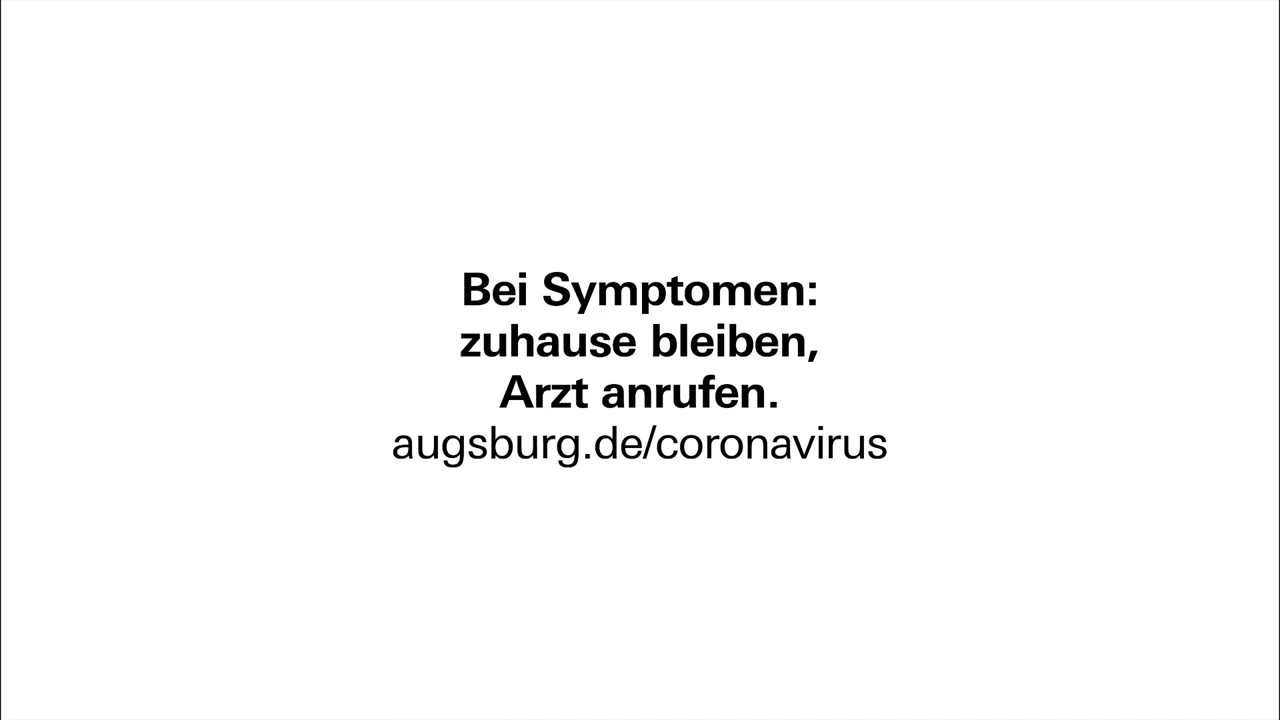 Bei Symptomen:
zuhause bleiben,
Arzt anrufen.
augsburg.de/coronavirus